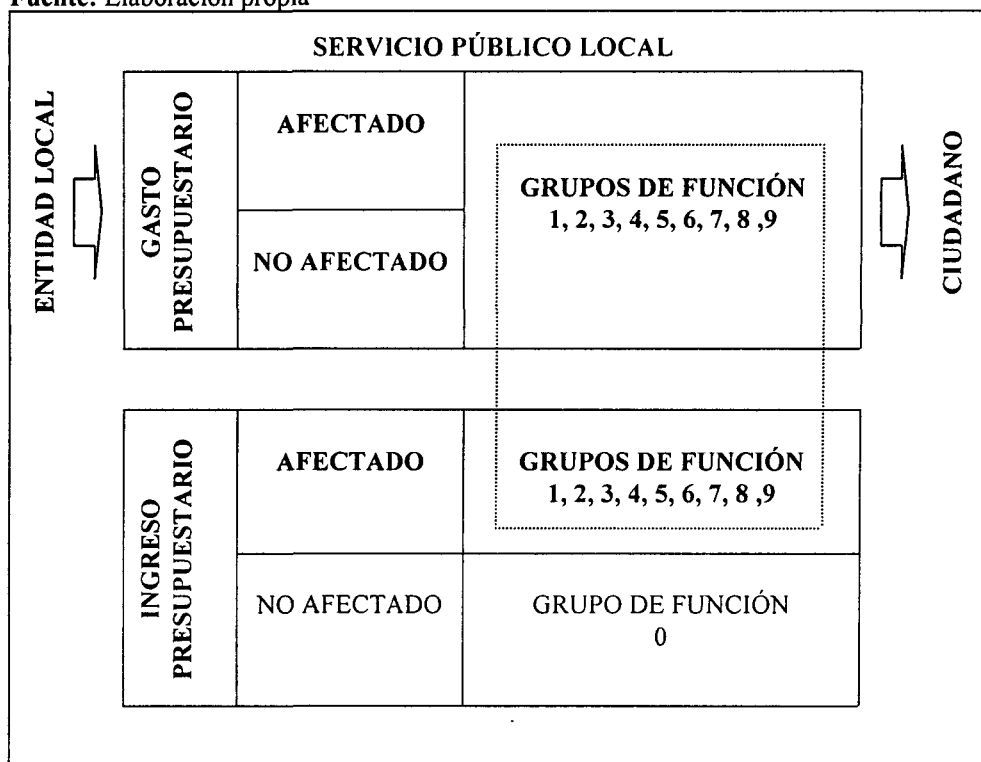 Fuente: Elaboración propia
SERVICIO PÚBLICO LOCAL
ENTIDAD LOCAL
GASTO
PRESUPUESTARIO
AFECTADO
NO AFECTADO
GRUPOS DE FUNCIÓN
1, 2, 3, 4, 5, 6, 7, 8 ,9
CIUDADANO
INGRESO
PRESUPUESTARIO
AFECTADO
GRUPOS DE FUNCIÓN
1, 2, 3, 4, 5, 6, 7, 8 ,9
NO AFECTADO
GRUPO DE FUNCIÓN
0